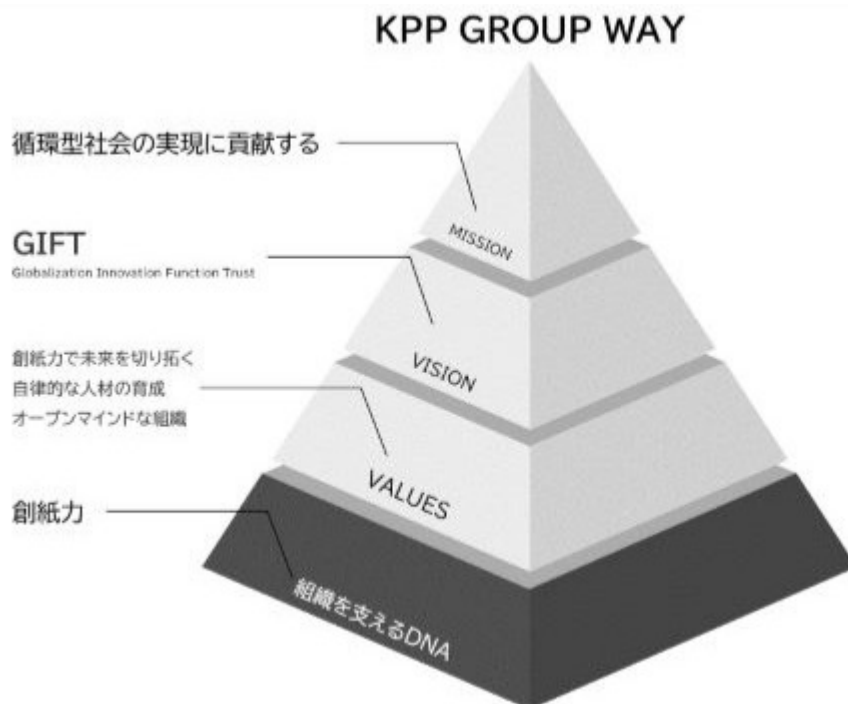 KPP GROUP WAY
循環型社会の実現に貢献する
MISSION
GIFT
Globalization Innovation Function Trust
VISION
創紙力で未来を切り拓く
自律的な人材の育成
オープンマインドな組織
VALUES
創紙力
組織を支えるDNA